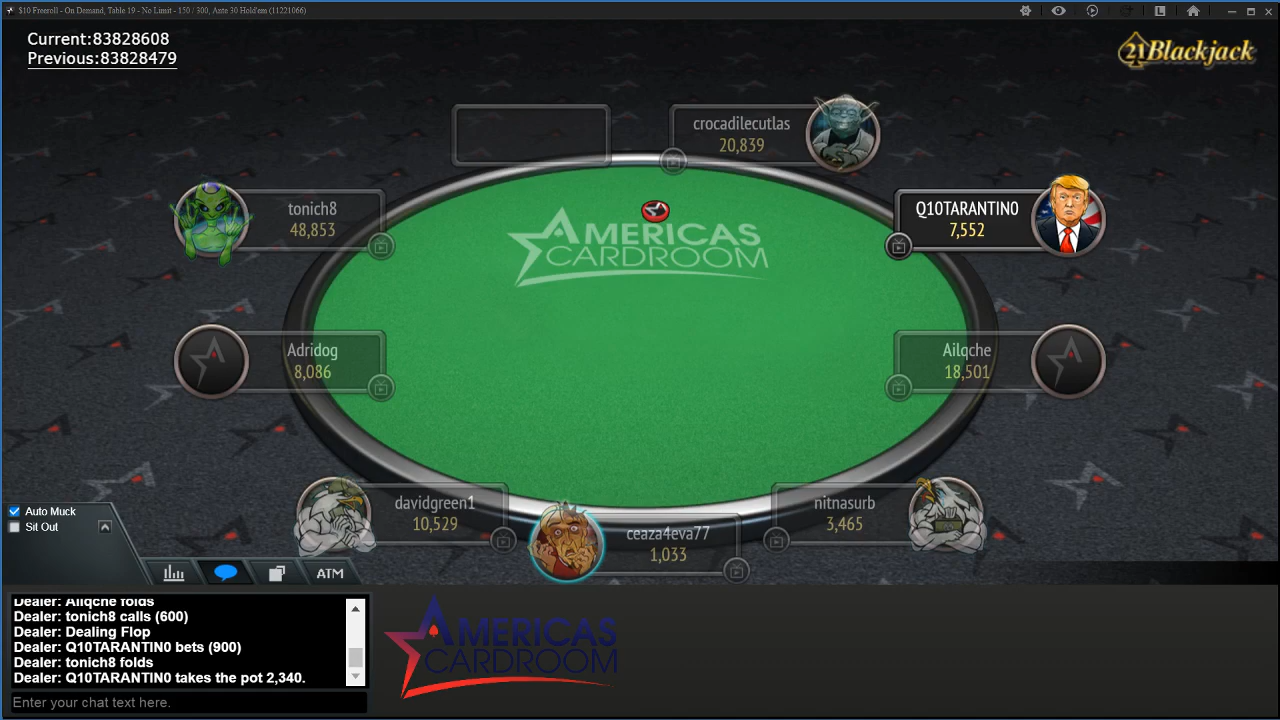 $10 Freeroll - On Demand, Table 19 - No Limit - 150 / 300, Ante 30 Hold'em (11221066)
L
Current:83828608
Previous:83828479
21Blackjack
crocadilecutlas
20,839
tonich8
48,853
Q10TARANTIN0
7,552
AMERICAS
CARDROOM
Adridog
8,086
Ailqche
18,501
davidgreen1
10,529
ceaza4eva77
1,033
nitnasurb
3,465
Auto Muck
Sit Out
ATM
Dealer: Ailqche folds
Dealer: tonich8 calls (600)
Dealer: Dealing Flop
Dealer: Q10TARANTIN0 bets (900)
Dealer: tonich8 folds
Dealer: Q10TARANTIN0 takes the pot 2,340.
Enter your chat text here.
AMERICAS
CARDROOM